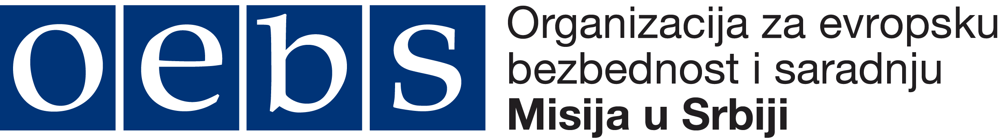 oebs
Organizacija za evropsku
bezbednost i saradnju
Misija u Srbiji